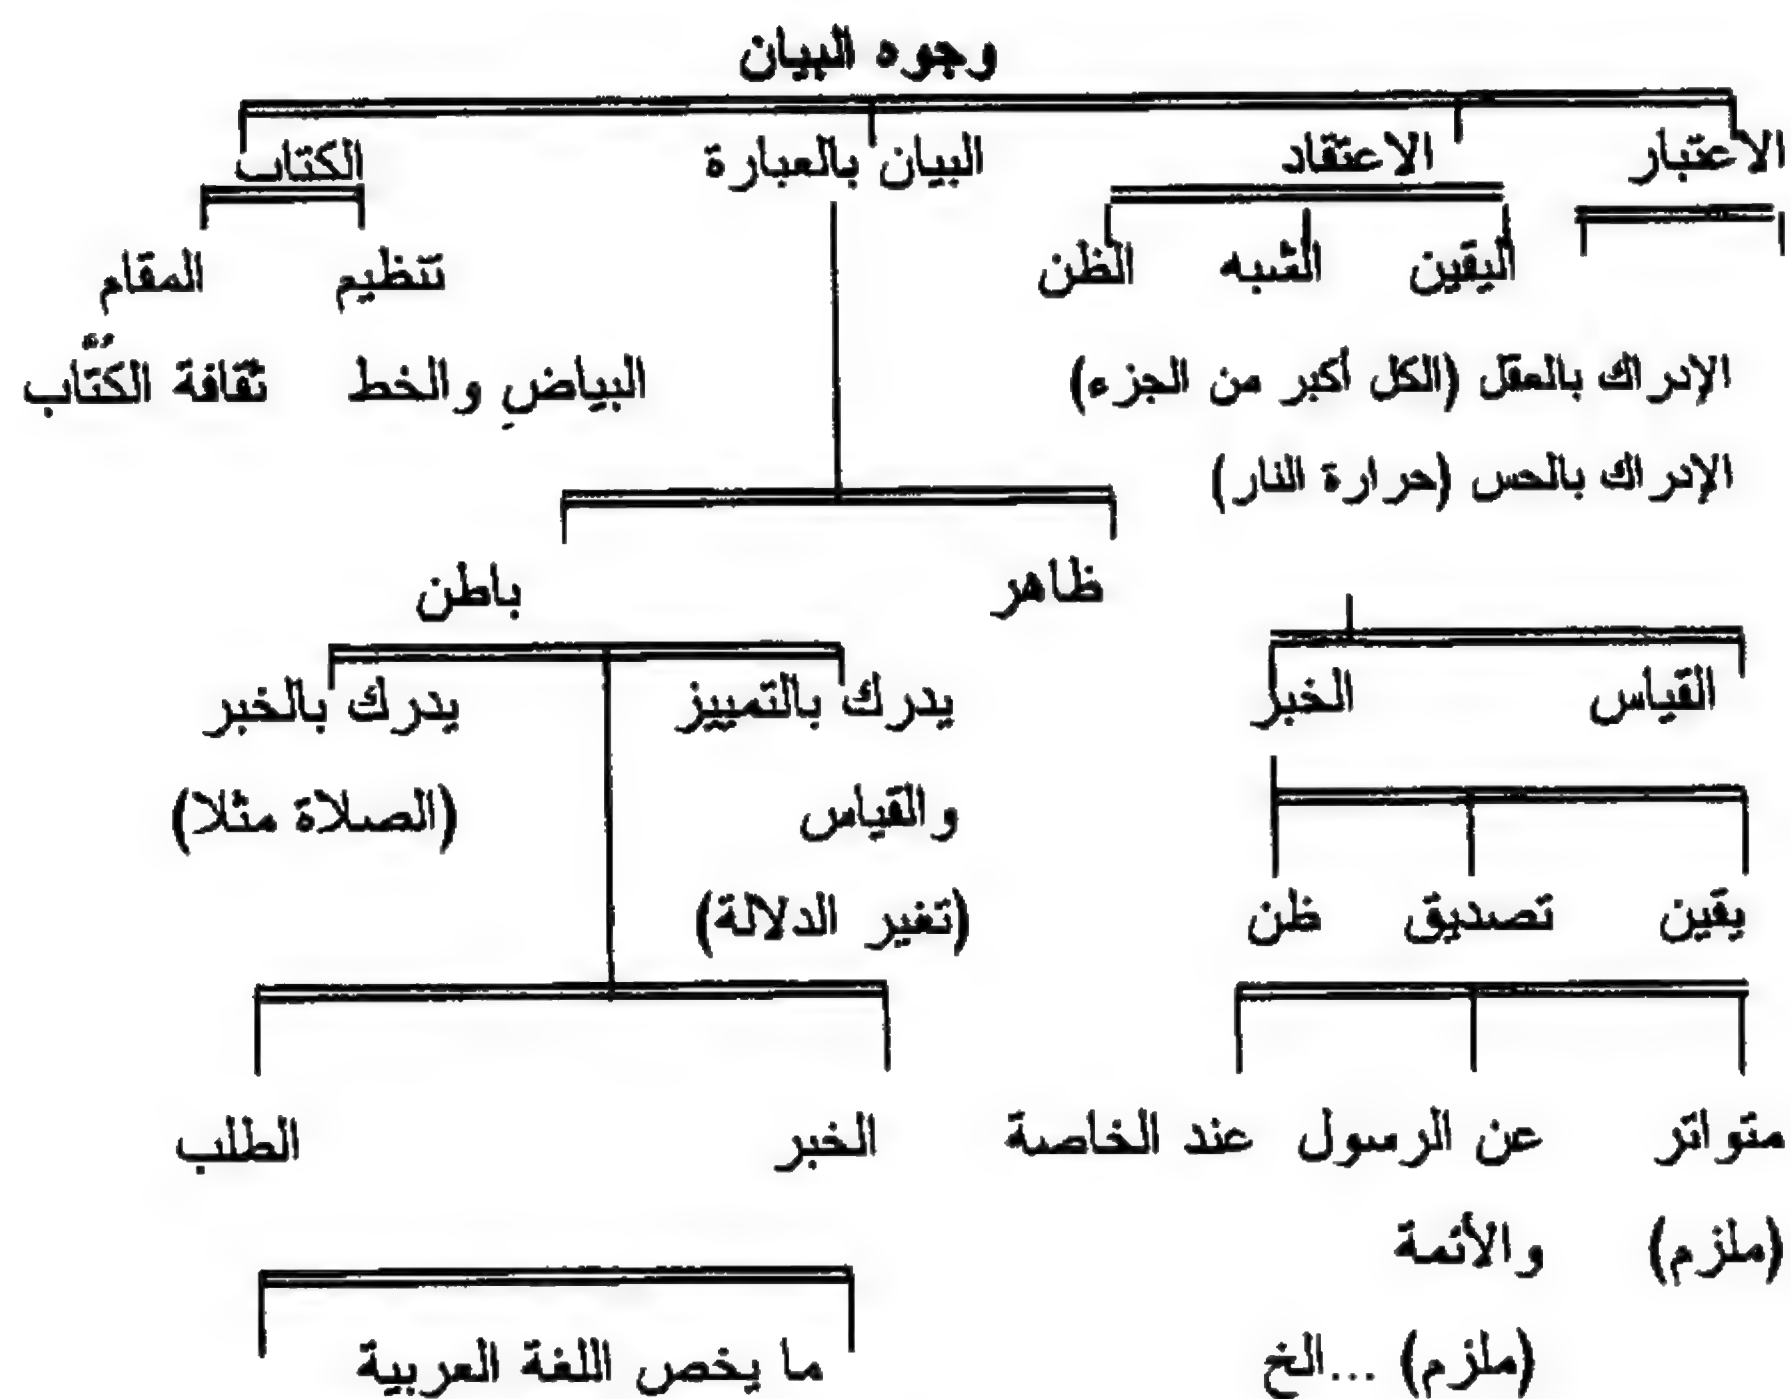 وجوه البيان
الاعتبار الاعتقاد البيان بالعبارة الكتاب
اليقين الشبه الظن تنظيم المقام
الإدراك بالعقل (الكل أكبر من الجزء) البياض والخط ثقافة الكُتَّاب
الإدراك بالحس (حرارة النار)
ظاهر باطن
القياس الخبر يدرك بالتمييز يدرك بالخبر
والقياس (الصلاة مثلا)
يقين تصديق ظن (تغير الدلالة)
متواتر عن الرسول عند الخاصة الخبر الطلب
(ملزم) والأئمة
(ملزم) ...الخ ما يخص اللغة العربية